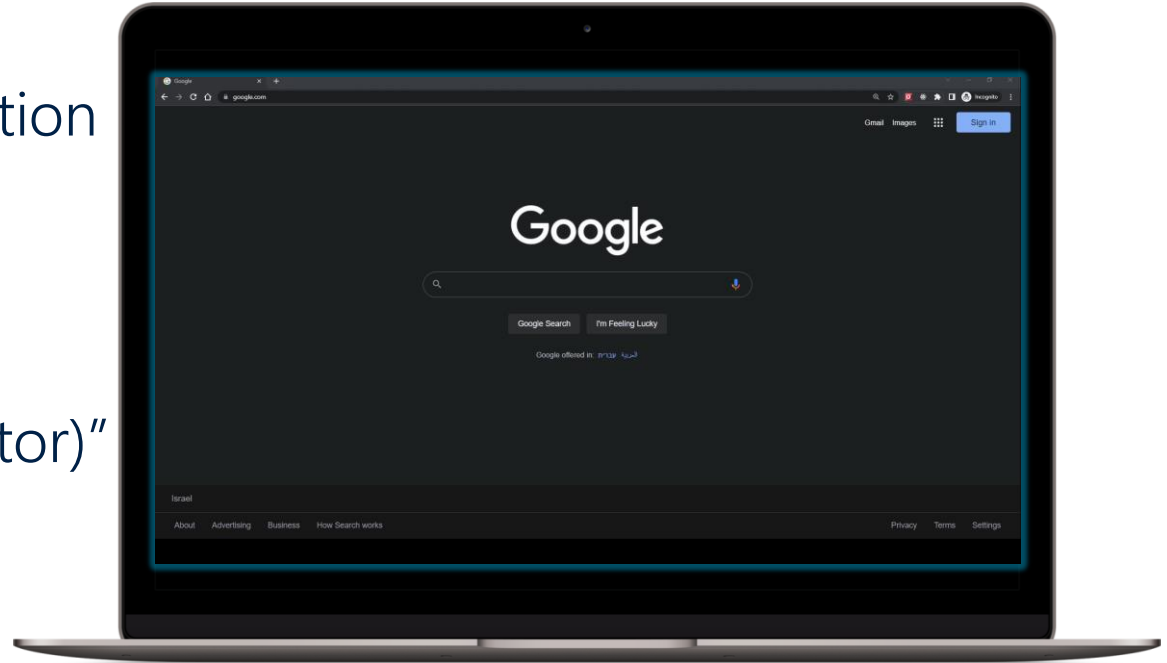 tion
tor)”
Google
google.com
Incognito
Gmail Images
Sign in
Google
Google Search I'm Feeling Lucky
Google offered in: עברית العربية
Israel
About Advertising Business How Search works
Privacy Terms Settings